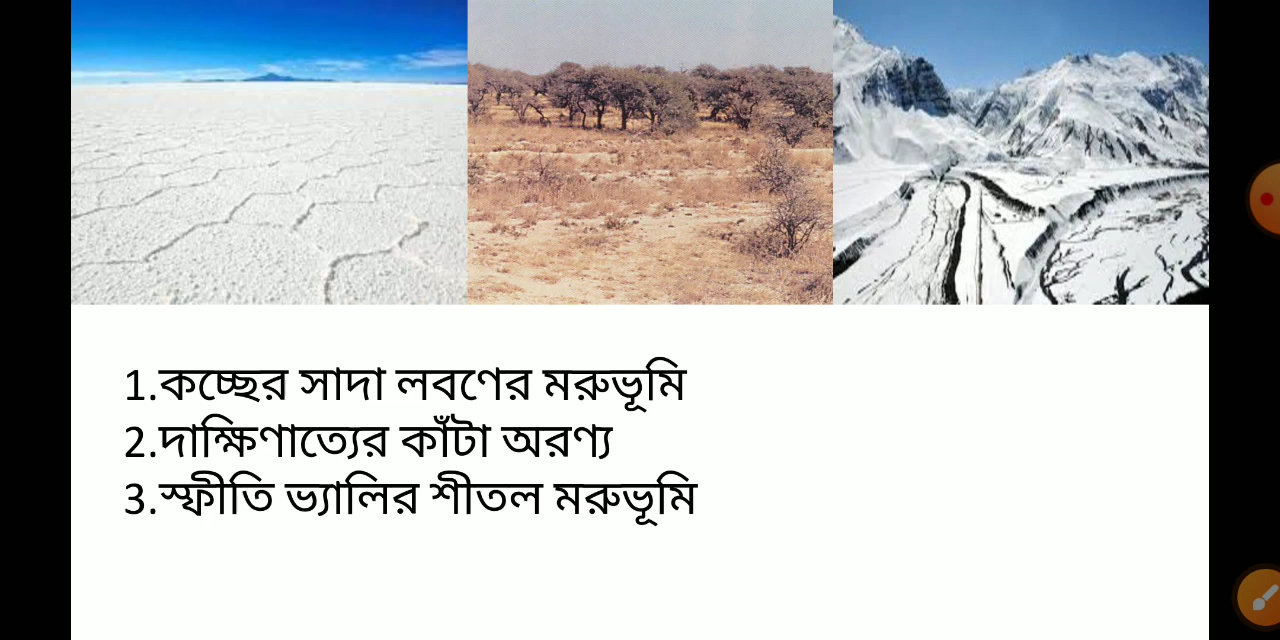 1.কচ্ছের সাদা লবণের মরুভূমি
2.দাক্ষিণাত্যের কাঁটা অরণ্য
3.স্ফীতি ভ্যালির শীতল মরুভূমি